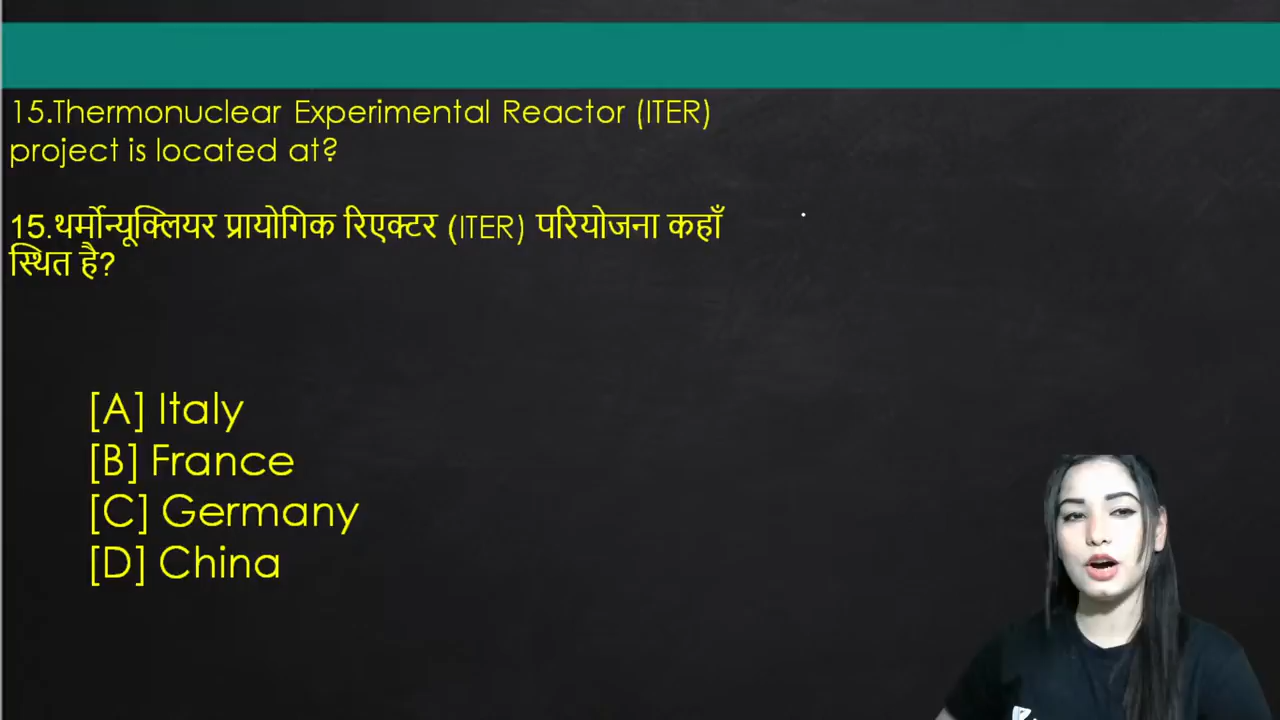 15.Thermonuclear Experimental Reactor (ITER)
project is located at?
15.थर्मोन्यूक्लियर प्रायोगिक रिएक्टर (ITER) परियोजना कहाँ
स्थित है?
[A] Italy
[B] France
[C] Germany
[D] China